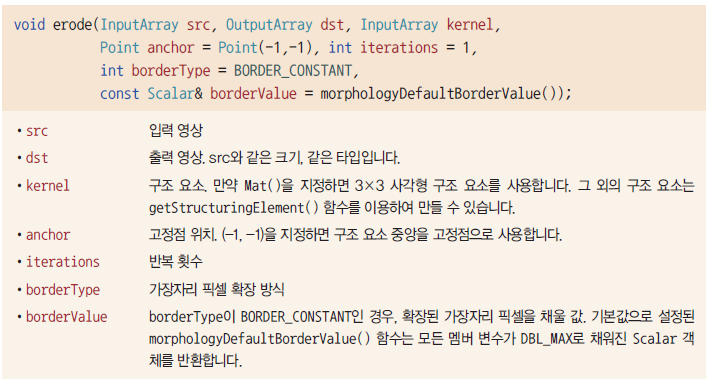 void erode(InputArray src, OutputArray dst, InputArray kernel,
Point anchor = Point(-1,-1), int iterations = 1,
int borderType = BORDER_CONSTANT,
const Scalar& borderValue = morphologyDefaultBorderValue());
• src 입력 영상
• dst 출력 영상. src와 같은 크기, 같은 타입입니다.
• kernel 구조 요소. 만약 Mat()을 지정하면 3×3 사각형 구조 요소를 사용합니다. 그 외의 구조 요소는
getStructuringElement() 함수를 이용하여 만들 수 있습니다.
• anchor 고정점 위치. (-1, -1)을 지정하면 구조 요소 중앙을 고정점으로 사용합니다.
• iterations 반복 횟수
• borderType 가장자리 픽셀 확장 방식
• borderValue borderType이 BORDER_CONSTANT인 경우, 확장된 가장자리 픽셀을 채울 값. 기본값으로 설정된
morphologyDefaultBorderValue() 함수는 모든 멤버 변수가 DBL_MAX로 채워진 Scalar 객
체를 반환합니다.